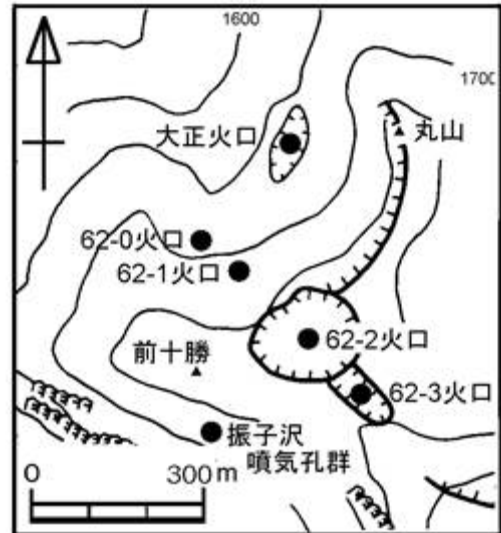 1600
1700
大正火口
丸山
62-0火口
62-1火口
62-2火口
前十勝
62-3火口
振子沢
噴気孔群
0 300m